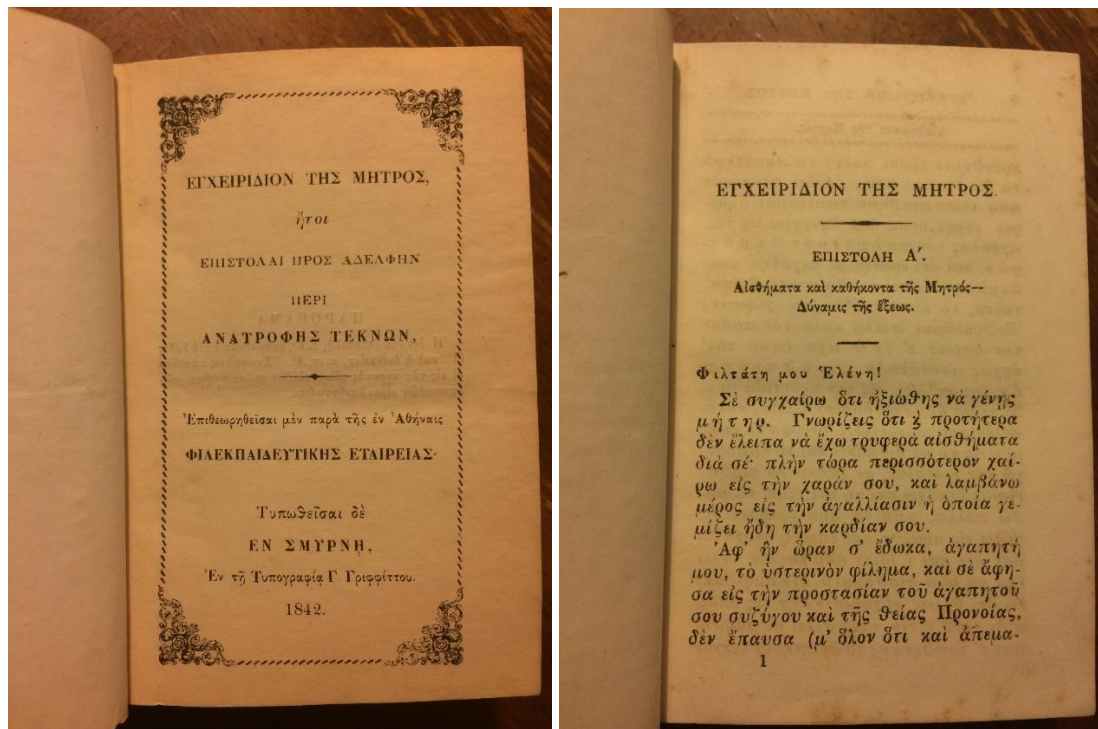 ΕΓΧΕΙΡΙΔΙΟΝ ΤΗΣ ΜΗΤΡΟΣ,
ἤτοι
ΕΠΙΣΤΟΛΑΙ ΠΡΟΣ ΑΔΕΛΦΗΝ
ΠΕΡΙ
ΑΝΑΤΡΟΦΗΣ ΤΕΚΝΩΝ,
Ἐπιθεωρηθεῖσαι μὲν παρὰ τῆς ἐν Ἀθήναις
ΦΙΛΕΚΠΑΙΔΕΥΤΙΚΗΣ ΕΤΑΙΡΕΙΑΣ·
Τυπωθεῖσαι δὲ
ΕΝ ΣΜΥΡΝῌ,
Ἐν τῇ Τυπογραφίᾳ Γ. Γριφφίττου.
1842.
ΕΓΧΕΙΡΙΔΙΟΝ ΤΗΣ ΜΗΤΡΟΣ.
ΕΠΙΣΤΟΛΗ Α΄.
Αἰσθήματα καὶ καθήκοντα τῆς Μητρός—
Δύναμις τῆς ἕξεως.
Φιλτάτη μου Ἑλένη!
Σὲ συγχαίρω ὅτι ἠξιώθης νὰ γένῃς
μήτηρ. Γνωρίζεις ὅτι ϗ προτήτερα
δὲν ἔλειπα νὰ ἔχω τρυφερὰ αἰσθήματα
διὰ σέ· πλὴν τώρα περισσότερον χαί-
ρω εἰς τὴν χαράν σου, καὶ λαμβάνω
μέρος εἰς τὴν ἀγαλλίασιν ἡ ὁποία γε-
μίζει ἤδη τὴν καρδίαν σου.
Ἀφ' ἣν ὥραν σ' ἔδωκα, ἀγαπητή
μου, τὸ ὑστερινὸν φίλημα, καὶ σὲ ἄφη-
σα εἰς τὴν προστασίαν τοῦ ἀγαπητοῦ
σου συζύγου καὶ τῆς θείας Προνοίας,
δὲν ἔπαυσα (μ' ὅλον ὅτι καὶ ἀπεμα-
1